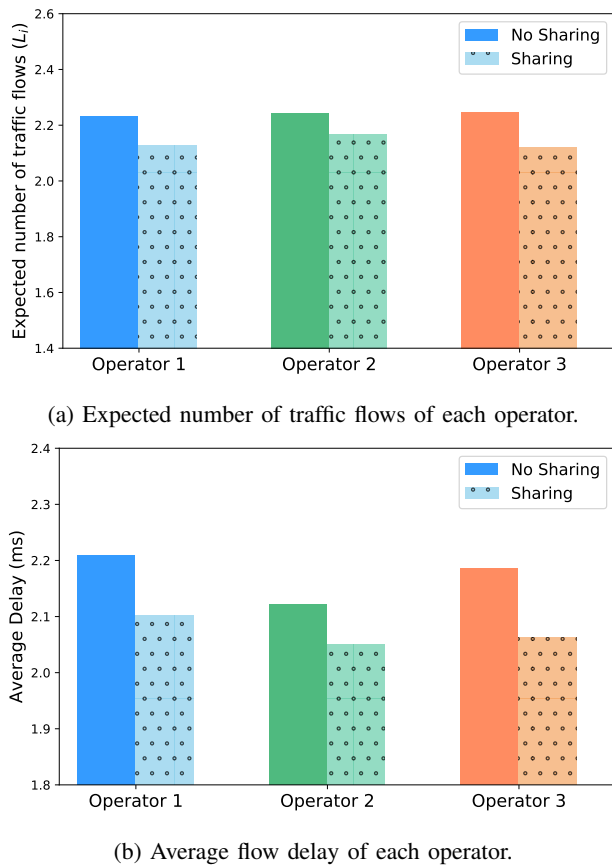 2.6
2.4
2.2
2.0
1.8
1.6
1.4
Expected number of traffic flows (Li)
No Sharing
Sharing
Operator 1 Operator 2 Operator 3
(a) Expected number of traffic flows of each operator.
2.4
2.3
2.2
2.1
2.0
1.9
1.8
Average Delay (ms)
No Sharing
Sharing
Operator 1 Operator 2 Operator 3
(b) Average flow delay of each operator.